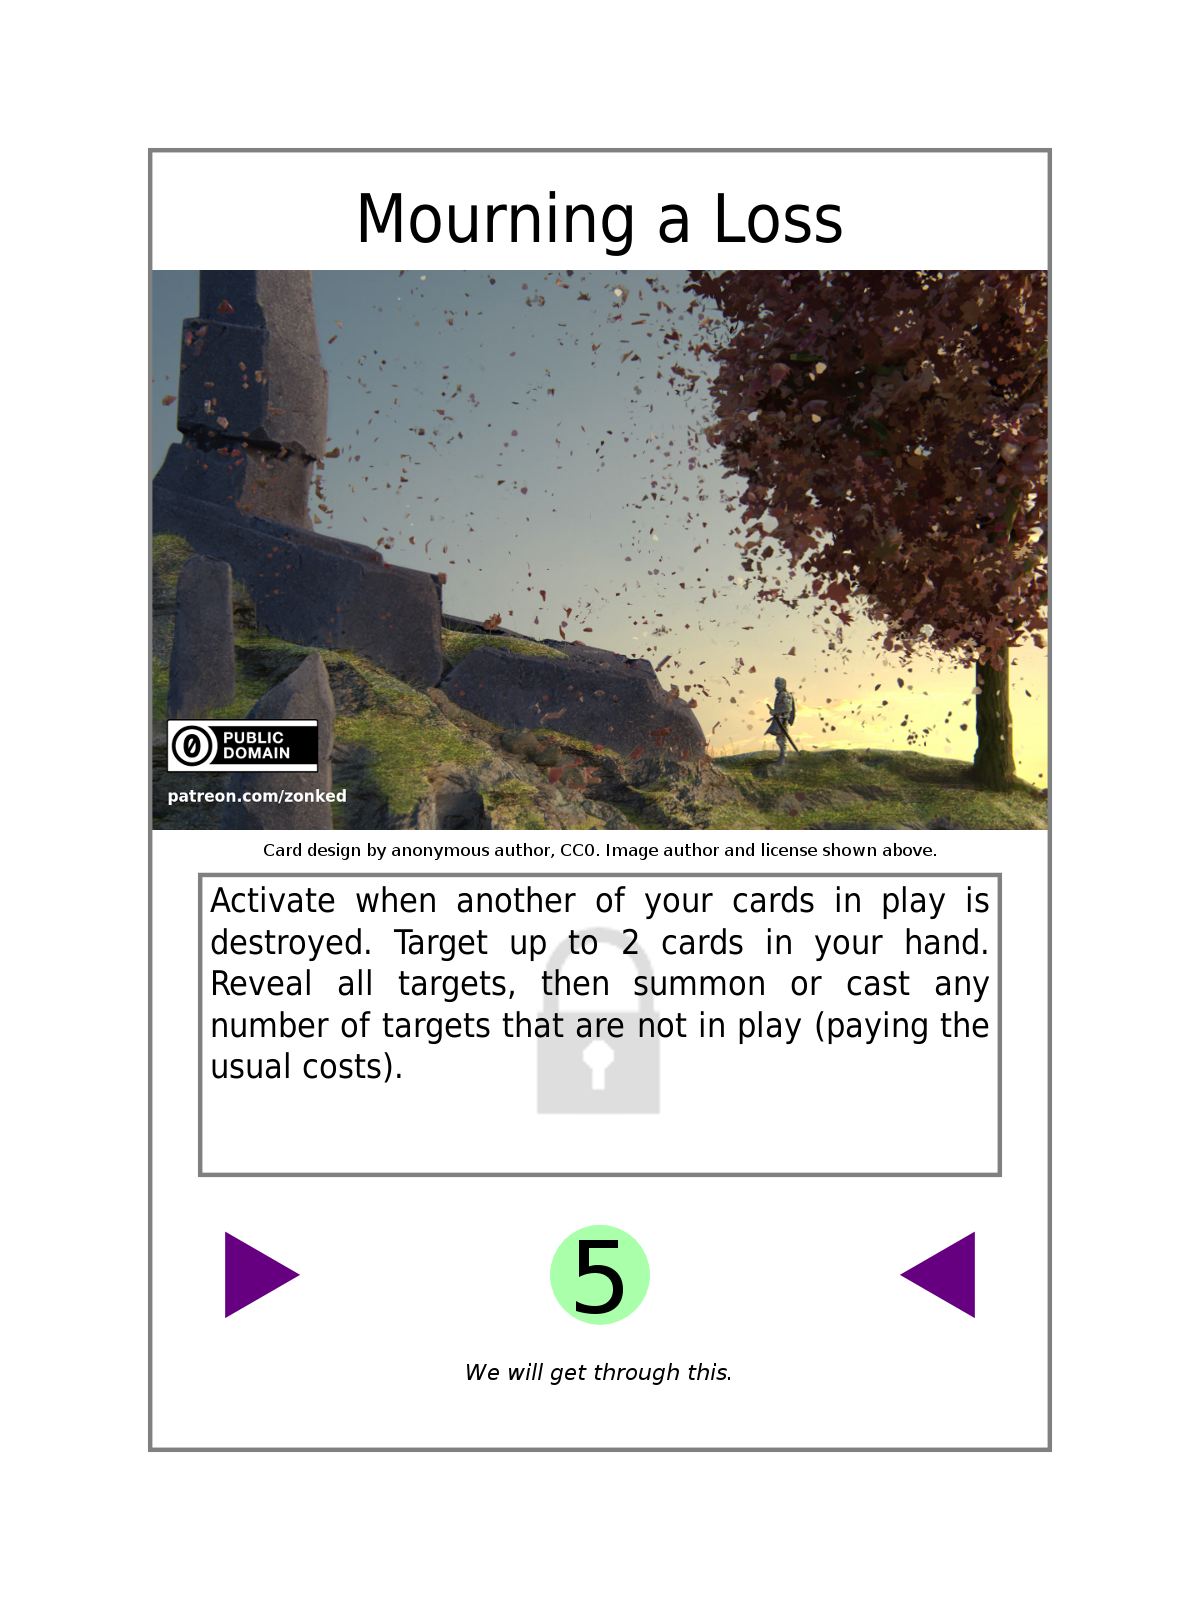 Mourning a Loss
PUBLIC
DOMAIN
patreon.com/zonked
Card design by anonymous author, CC0. Image author and license shown above.
Activate when another of your cards in play is
destroyed. Target up to 2 cards in your hand.
Reveal all targets, then summon or cast any
number of targets that are not in play (paying the
usual costs).
5
We will get through this.